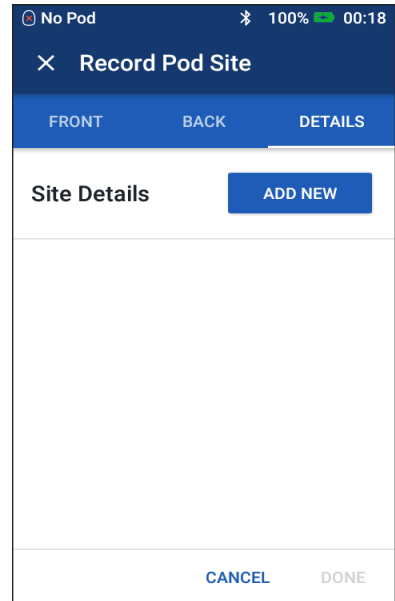 No Pod 100% 00:18
Record Pod Site
FRONT BACK DETAILS
Site Details ADD NEW
CANCEL DONE